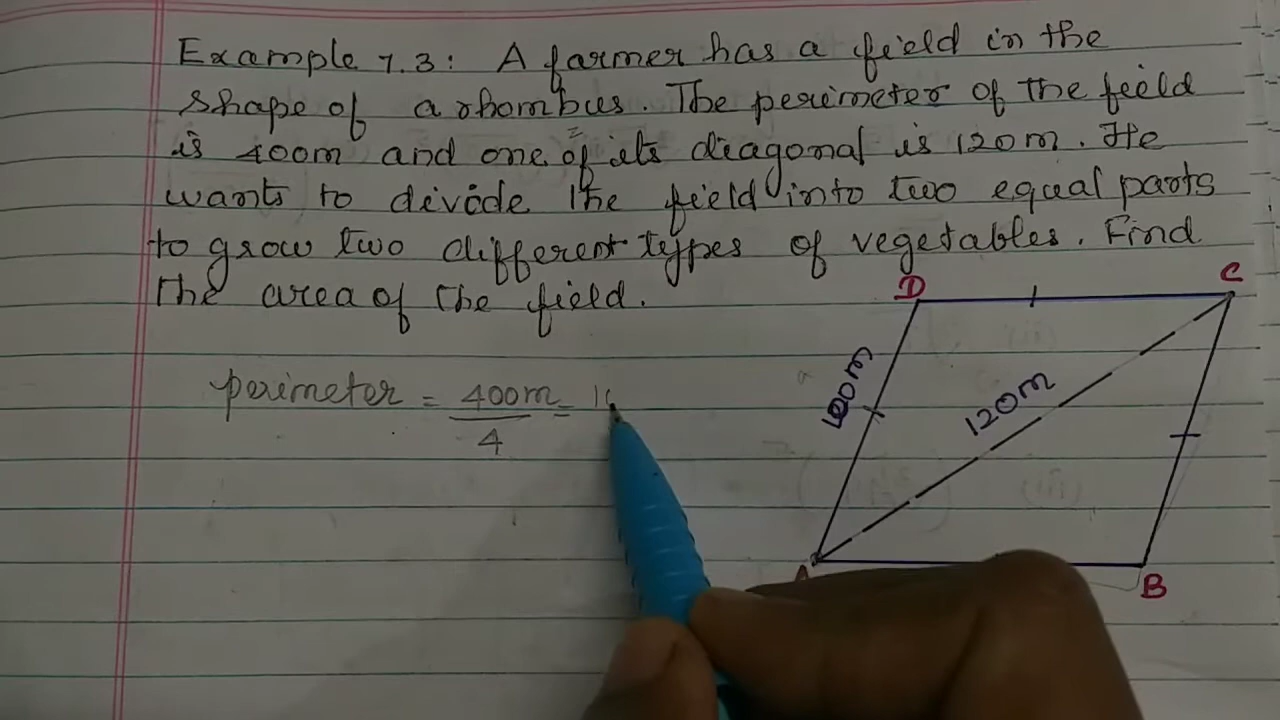 Example 7.3: A farmer has a field in the
shape of a rhombus. The perimeter of the field
is 400m and one of its diagonal is 120m. He
wants to divide the field into two equal parts
to grow two different types of vegetables. Find
the area of the field.
D
C
100m
120m
perimeter = 400m = 10
4
A
B